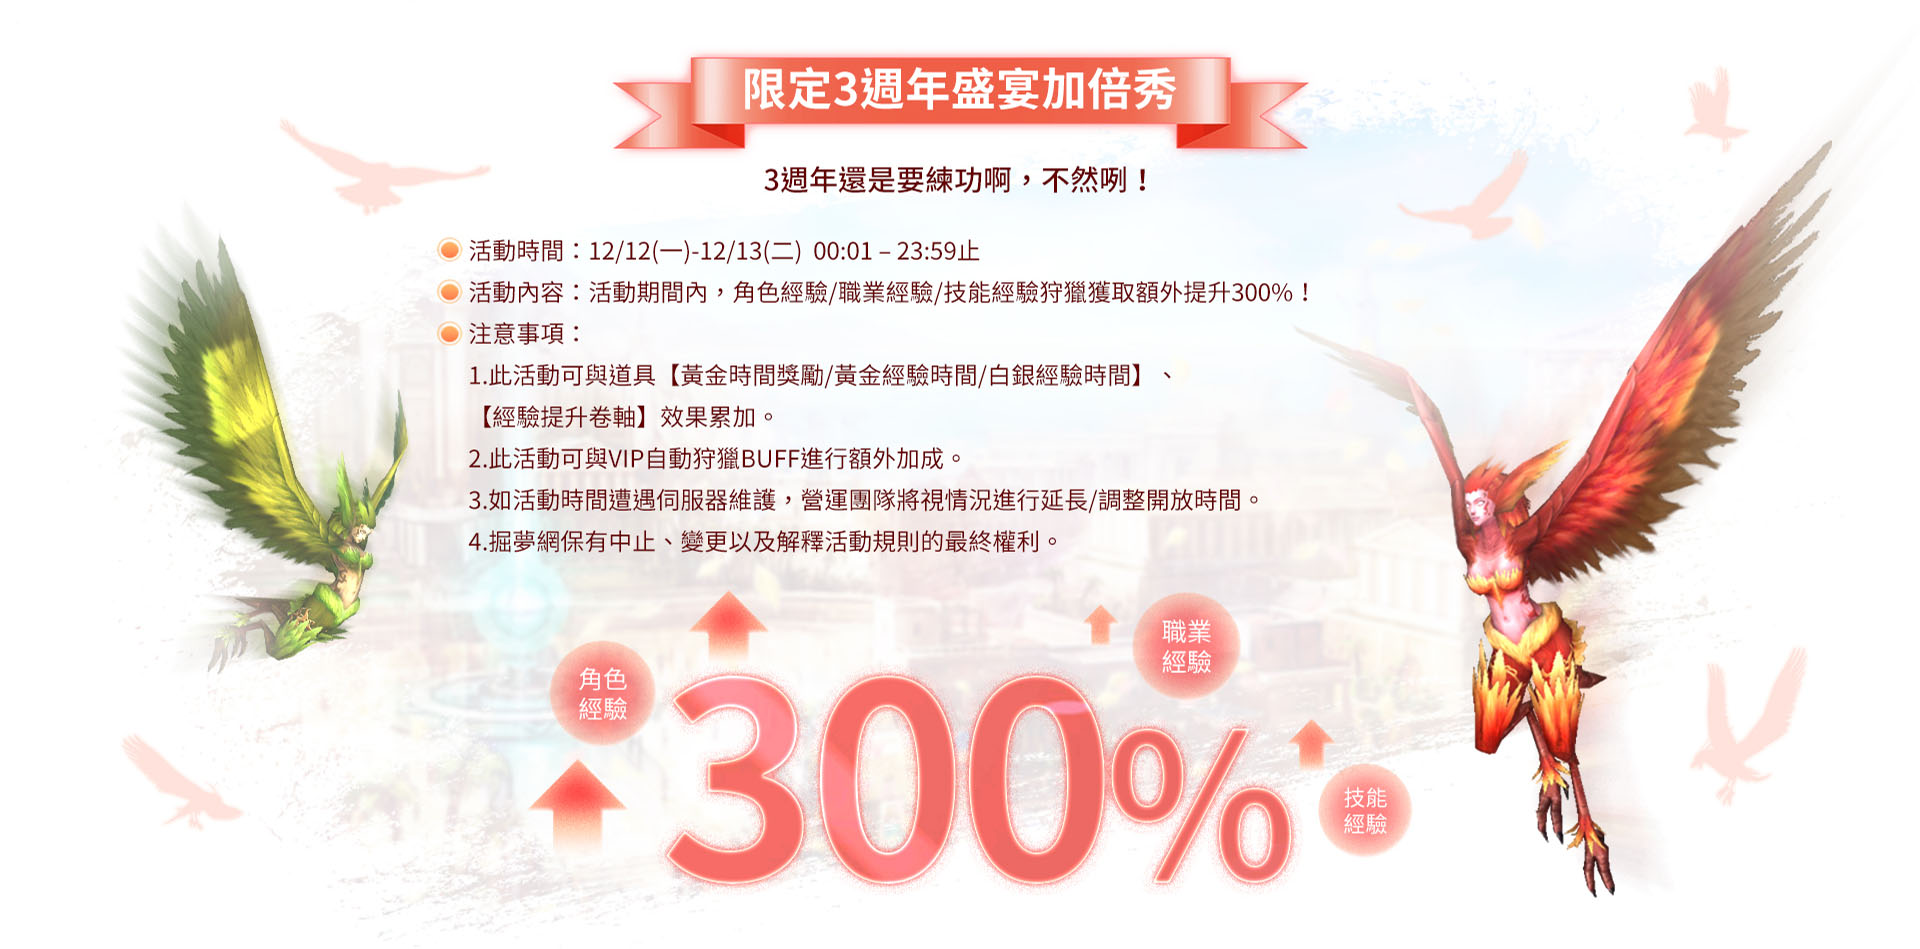 限定3週年盛宴加倍秀
3週年還是要練功啊，不然咧！
活動時間：12/12(一)-12/13(二) 00:01 – 23:59止
活動內容：活動期間內，角色經驗/職業經驗/技能經驗狩獵獲取額外提升300%！
注意事項：
1.此活動可與道具【黃金時間獎勵/黃金經驗時間/白銀經驗時間】、
【經驗提升卷軸】效果累加。
2.此活動可與VIP自動狩獵BUFF進行額外加成。
3.如活動時間遭遇伺服器維護，營運團隊將視情況進行延長/調整開放時間。
4.掘夢網保有中止、變更以及解釋活動規則的最終權利。
角色
經驗
300%
職業
經驗
技能
經驗